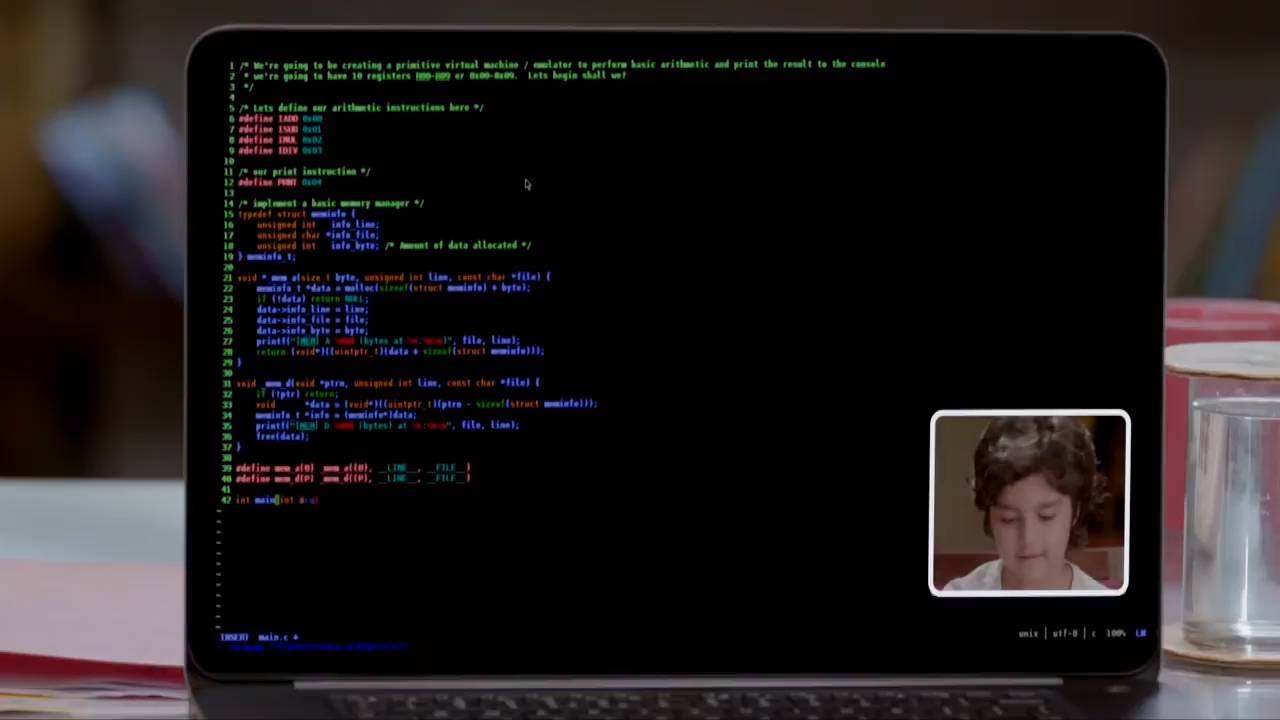 1 /* We're going to be creating a primitive virtual machine / emulator to perform basic arithmetic and print the result to the console
2 * we're going to have 10 registers R00-R09 or 0x00-0x09. Lets begin shall we?
3 */
4
5 /* Lets define our arithmetic instructions here */
6 #define IADD 0x00
7 #define ISUB 0x01
8 #define IMUL 0x02
9 #define IDIV 0x03
10
11 /* our print instruction */
12 #define PRNT 0x04
13
14 /* implement a basic memory manager */
15 typedef struct meminfo {
16 unsigned int info_line;
17 unsigned char *info_file;
18 unsigned int info_byte; /* Amount of data allocated */
19 } meminfo_t;
20
21 void *_mem_a(size_t byte, unsigned int line, const char *file) {
22 meminfo_t *data = malloc(sizeof(struct meminfo) + byte);
23 if (!data) return NULL;
24 data->info_line = line;
25 data->info_file = file;
26 data->info_byte = byte;
27 printf("[MEM] A (bytes at , file, line);
28 return (void*)((uintptr_t)(data + sizeof(struct meminfo)));
29 }
30
31 void _mem_d(void *ptrn, unsigned int line, const char *file) {
32 if (!ptr) return;
33 void *data = (void*)((uintptr_t)(ptrn - sizeof(struct meminfo)));
34 meminfo_t *info = (meminfo*)data;
35 printf("[MEM] D (bytes) at , file, line);
36 free(data);
37 }
38
39 #define mem_a(B) _mem_a((B), __LINE__, __FILE__)
40 #define mem_d(P) _mem_d((P), __LINE__, __FILE__)
41
42 int main(int
INSERT main.c +
unix | utf-8 | c 100% LN